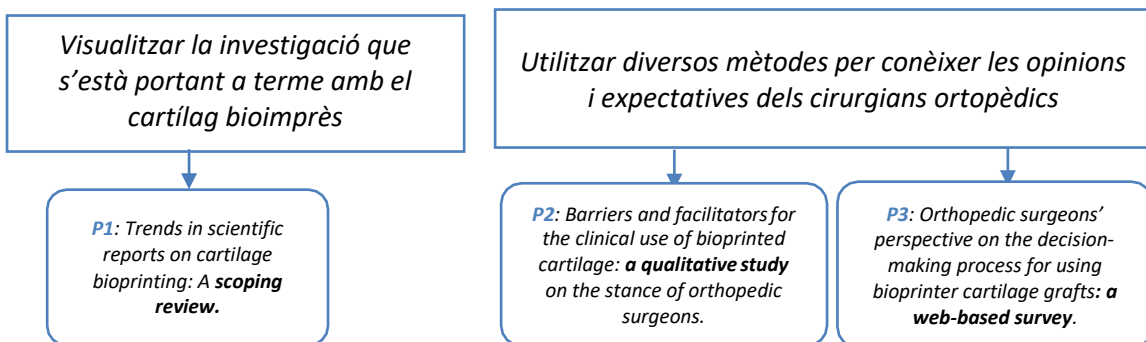 Visualitzar la investigació que
s'està portant a terme amb el
cartílag bioimprès
Utilitzar diversos mètodes per conèixer les opinions
i expectatives dels cirurgians ortopèdics
P1: Trends in scientific
reports on cartilage
bioprinting: A scoping
review.
P2: Barriers and facilitators for
the clinical use of bioprinted
cartilage: a qualitative study
on the stance of orthopedic
surgeons.
P3: Orthopedic surgeons'
perspective on the decision-
making process for using
bioprinter cartilage grafts: a
web-based survey.